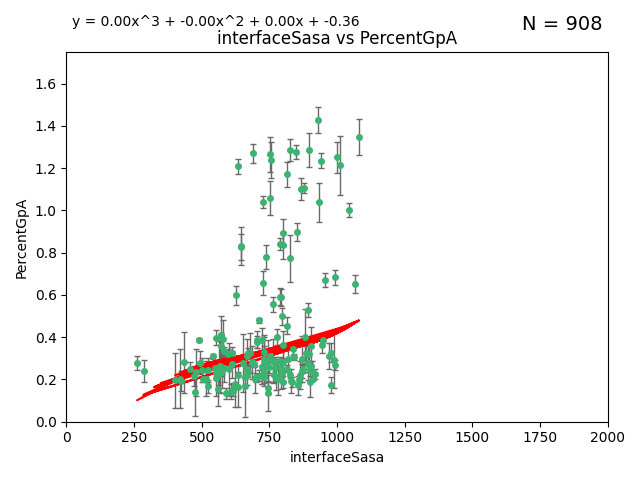 y = 0.00x^3 + -0.00x^2 + 0.00x + -0.36
N = 908
interfaceSasa vs PercentGpA
1.6
1.4
1.2
1.0
0.8
0.6
0.4
0.2
0.0
PercentGpA
0 250 500 750 1000 1250 1500 1750 2000
interfaceSasa